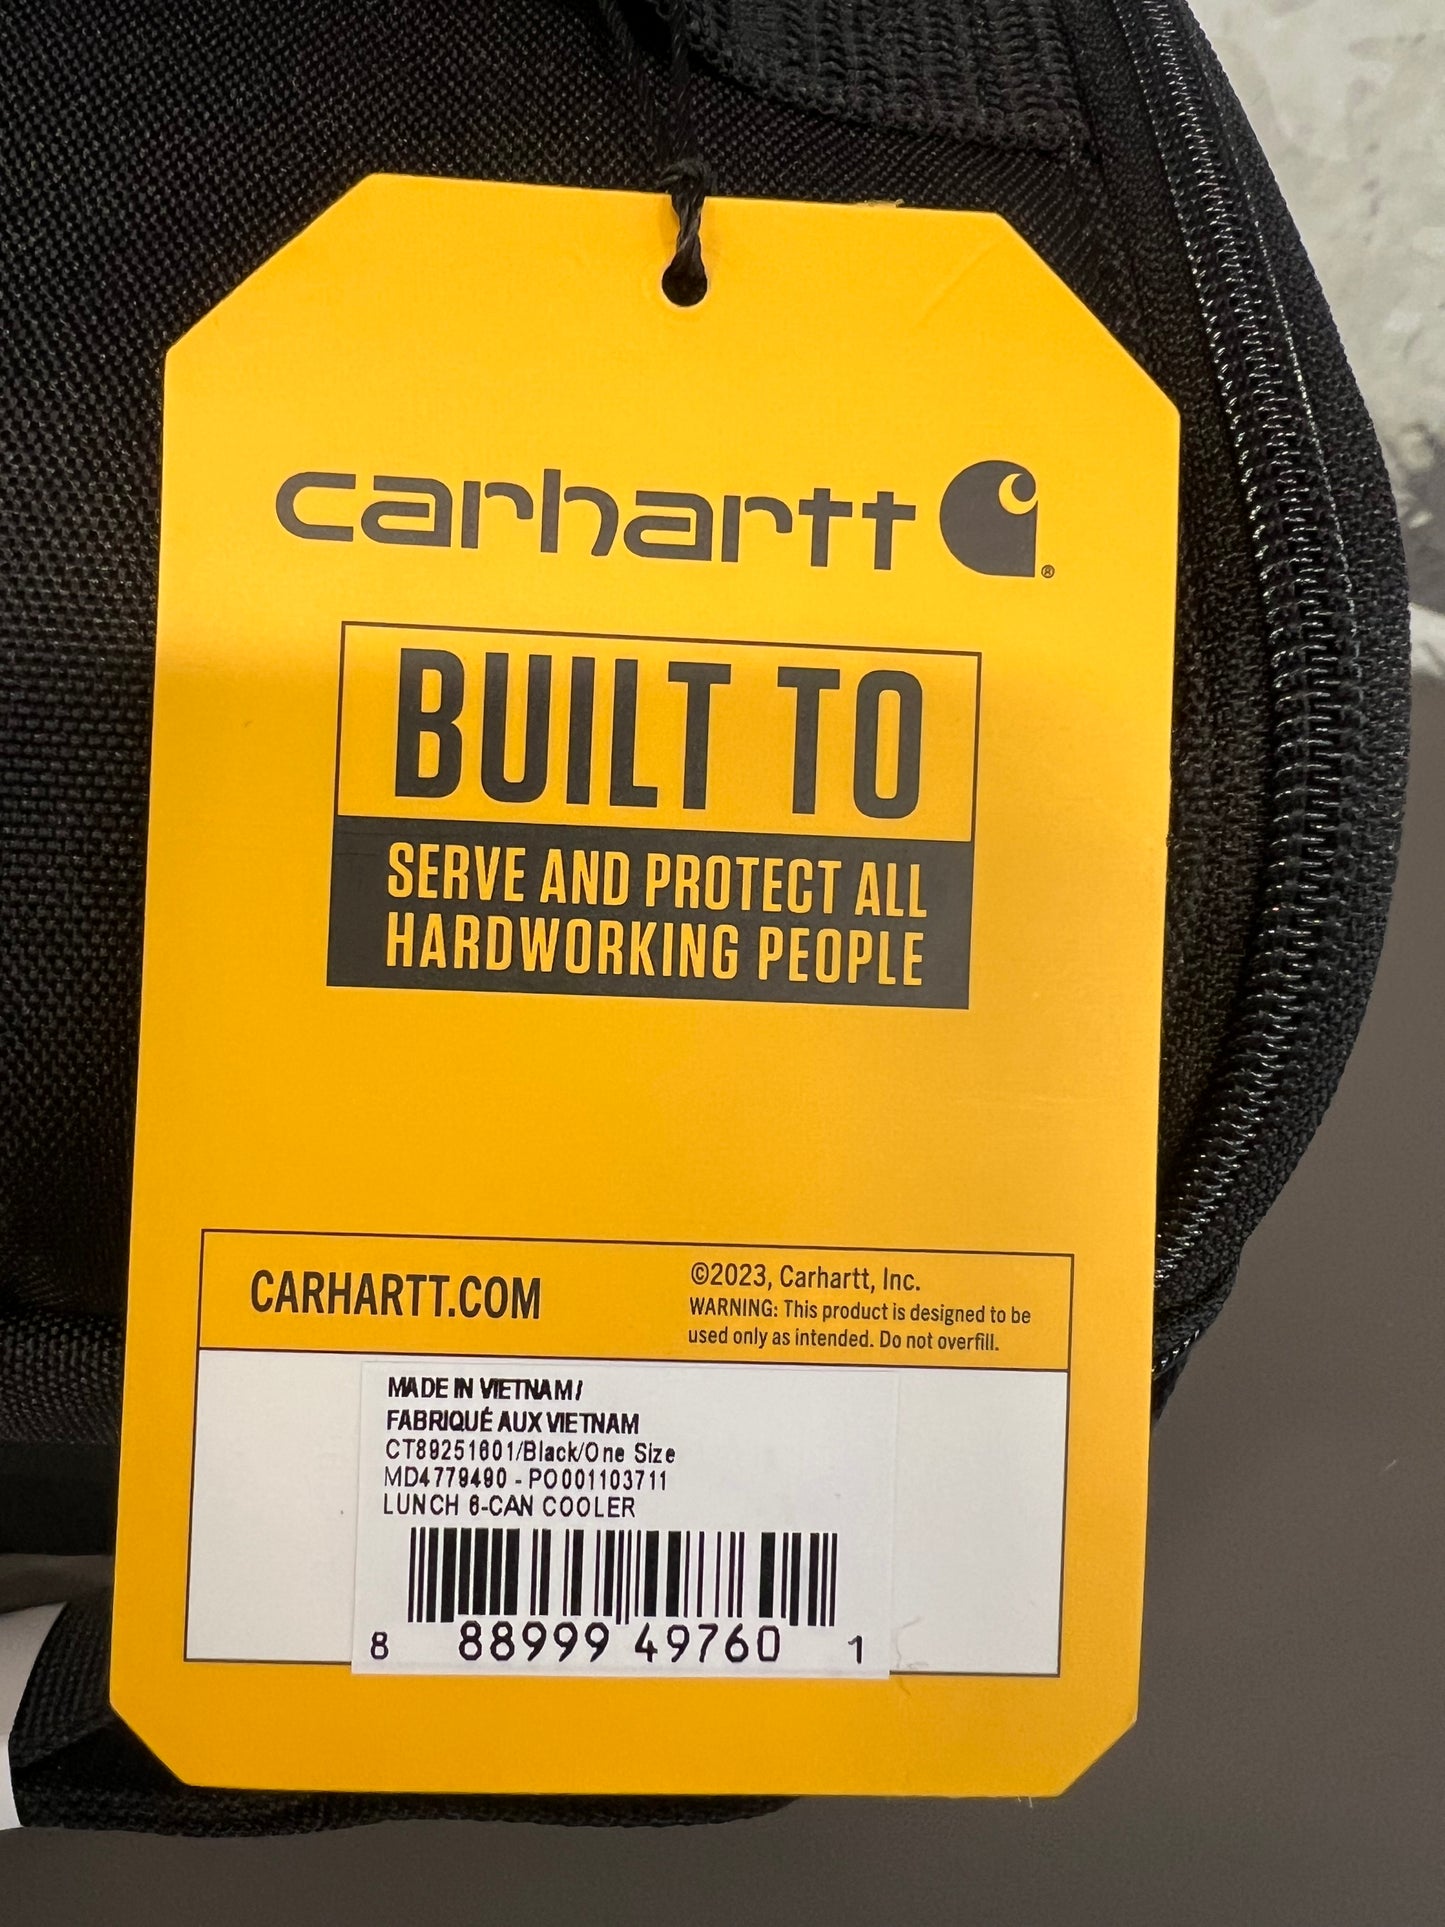 carhartt
®
BUILT TO
SERVE AND PROTECT ALL
HARDWORKING PEOPLE
CARHARTT.COM
©2023, Carhartt, Inc.
WARNING: This product is designed to be
used only as intended. Do not overfill.
MADE IN VIETNAM/
FABRIQUÉ AUX VIETNAM
CT89251601/Black/One Size
MD4779490 - PO001103711
LUNCH 6-CAN COOLER
8 88999 49760 1